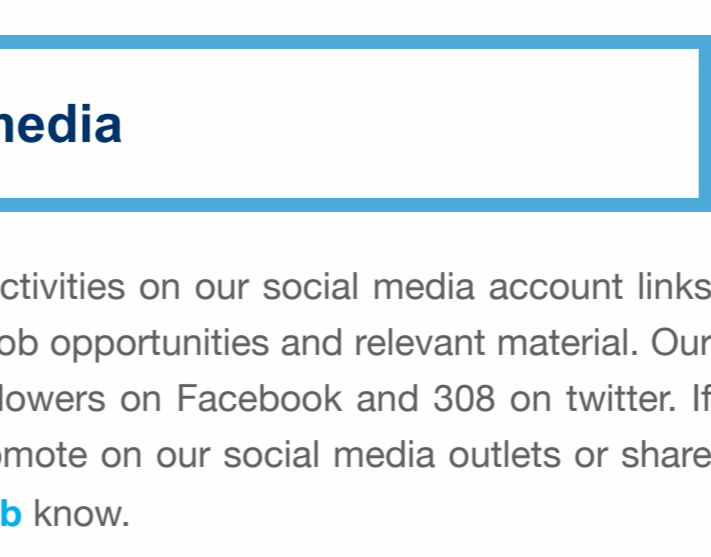 media
ctivities on our social media account links
ob opportunities and relevant material. Our
lowers on Facebook and 308 on twitter. If
omote on our social media outlets or share
b know.